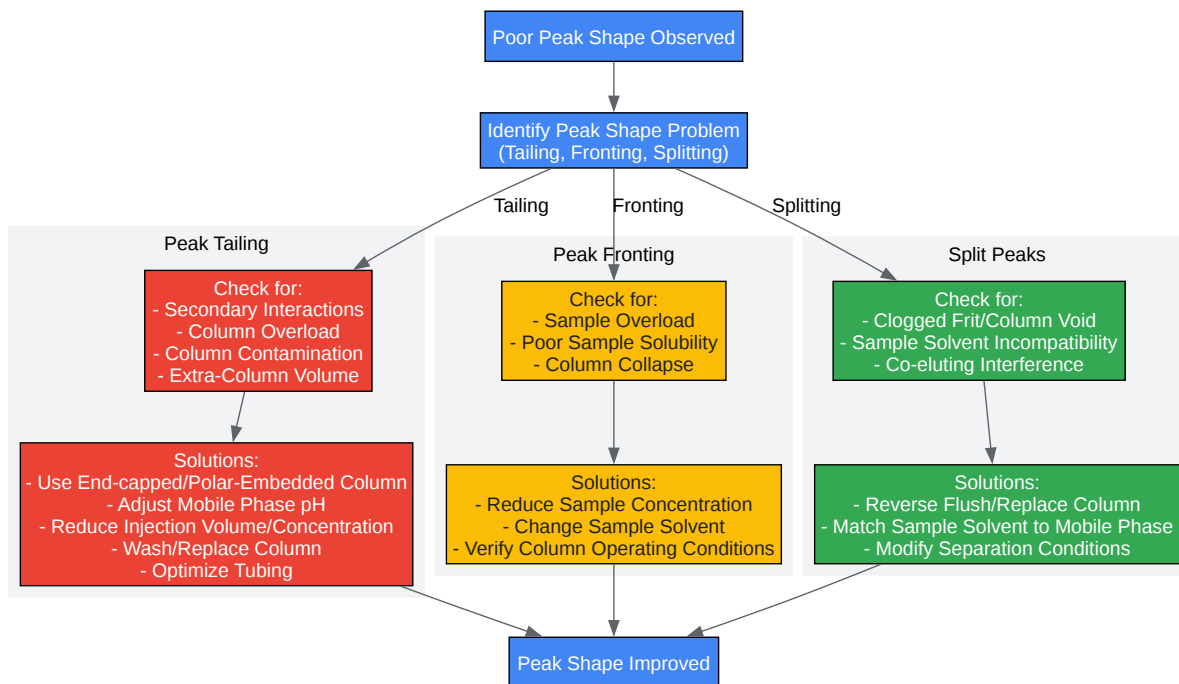 Poor Peak Shape Observed
Identify Peak Shape Problem
(Tailing, Fronting, Splitting)
Tailing
Fronting
Splitting
Peak Tailing
Check for:
- Secondary Interactions
- Column Overload
- Column Contamination
- Extra-Column Volume
Solutions:
- Use End-capped/Polar-Embedded Column
- Adjust Mobile Phase pH
- Reduce Injection Volume/Concentration
- Wash/Replace Column
- Optimize Tubing
Peak Fronting
Check for:
- Sample Overload
- Poor Sample Solubility
- Column Collapse
Solutions:
- Reduce Sample Concentration
- Change Sample Solvent
- Verify Column Operating Conditions
Split Peaks
Check for:
- Clogged Frit/Column Void
- Sample Solvent Incompatibility
- Co-eluting Interference
Solutions:
- Reverse Flush/Replace Column
- Match Sample Solvent to Mobile Phase
- Modify Separation Conditions
Peak Shape Improved